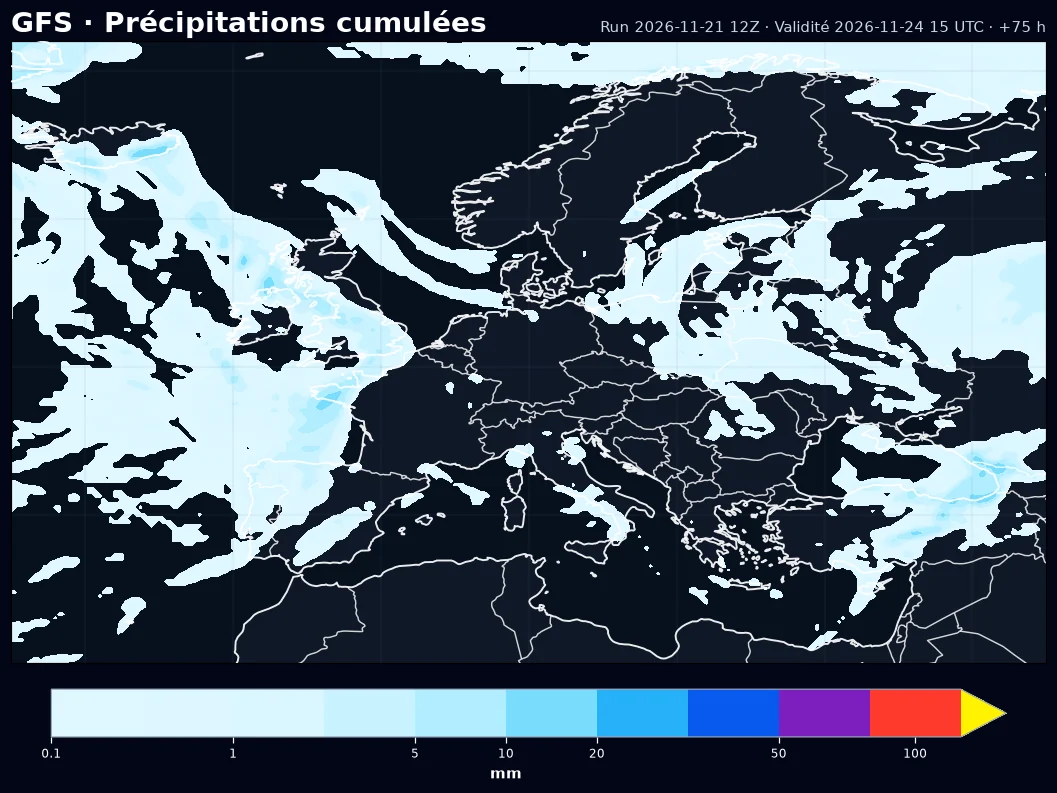 GFS · Précipitations cumulées
Run 2026-11-21 12Z · Validité 2026-11-24 15 UTC · +75 h
0.1 1 5 10 20 50 100
mm